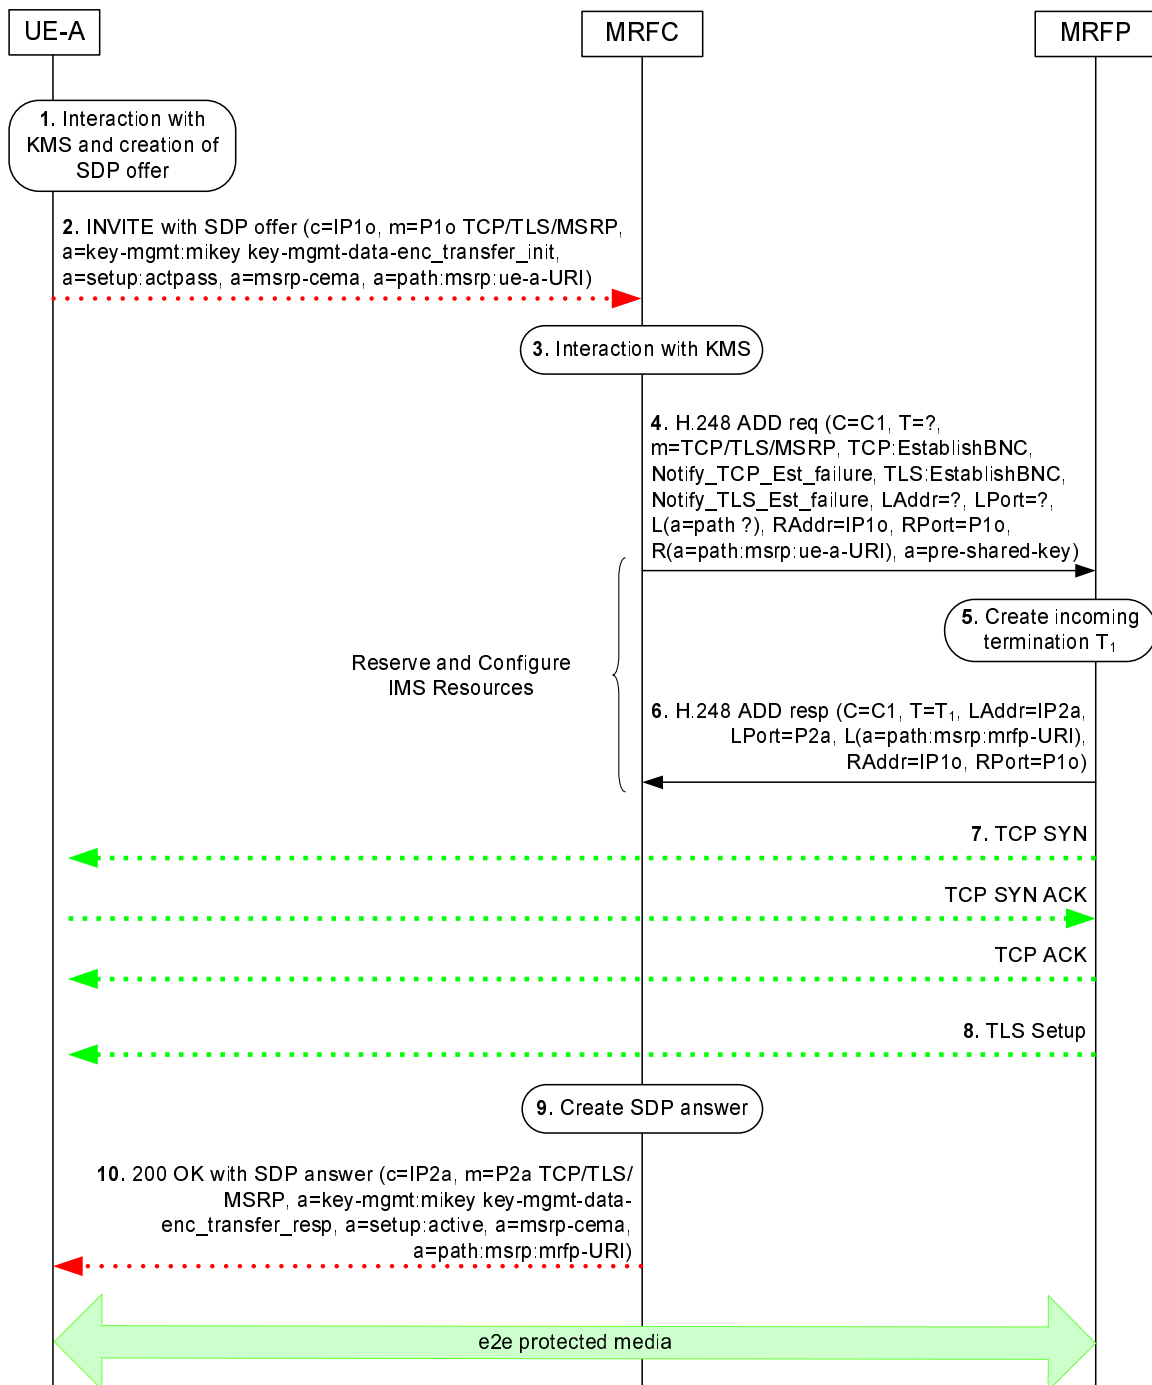 UE-A
MRFC
MRFP
1. Interaction with
KMS and creation of
SDP offer
2. INVITE with SDP offer (c=IP1o, m=P1o TCP/TLS/MSRP,
a=key-mgmt:mikey key-mgmt-data-enc_transfer_init,
a=setup:actpass, a=msrp-cema, a=path:msrp:ue-a-URI)
3. Interaction with KMS
4. H.248 ADD req (C=C1, T=?,
m=TCP/TLS/MSRP, TCP:EstablishBNC,
Notify_TCP_Est_failure, TLS:EstablishBNC,
Notify_TLS_Est_failure, LAddr=?, LPort=?,
L(a=path ?), RAddr=IP1o, RPort=P1o,
R(a=path:msrp:ue-a-URI), a=pre-shared-key)
5. Create incoming
termination T1
Reserve and Configure
IMS Resources
6. H.248 ADD resp (C=C1, T=T1, LAddr=IP2a,
LPort=P2a, L(a=path:msrp:mrfp-URI),
RAddr=IP1o, RPort=P1o)
7. TCP SYN
TCP SYN ACK
TCP ACK
8. TLS Setup
9. Create SDP answer
10. 200 OK with SDP answer (c=IP2a, m=P2a TCP/TLS/
MSRP, a=key-mgmt:mikey key-mgmt-data-
enc_transfer_resp, a=setup:active, a=msrp-cema,
a=path:msrp:mrfp-URI)
e2e protected media